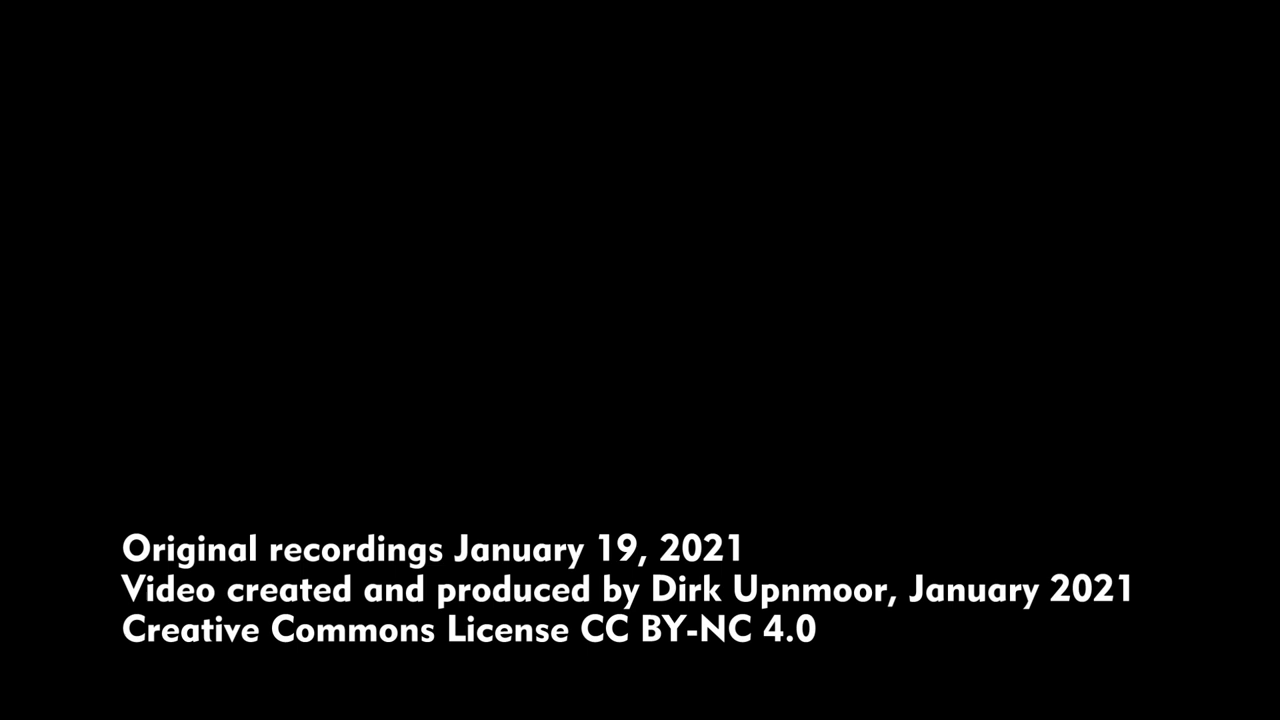 Original recordings January 19, 2021
Video created and produced by Dirk Upnmoor, January 2021
Creative Commons License CC BY-NC 4.0